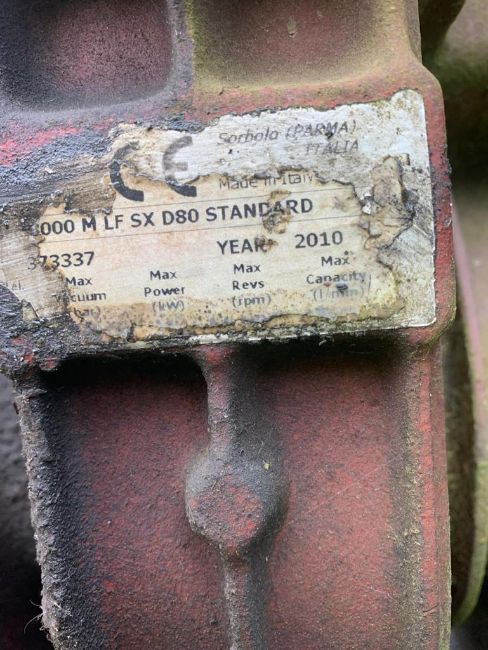 CE
Sorbolo (PARMA)
ITALIA
Made in Italy
000 M LF SX D80 STANDARD
373337 YEAR 2010
Max Max Max Max
Power Revs Capacity
(kW) (rpm) (l/min)